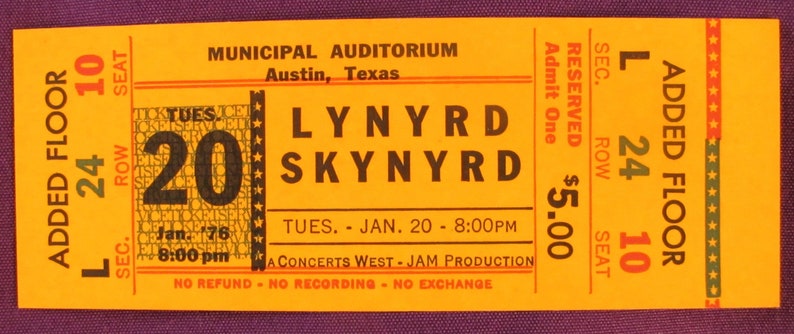 ADDED FLOOR
SEC. ROW SEAT
L 24 10
TUES.
20
Jan. '76
8:00pm
MUNICIPAL AUDITORIUM
Austin, Texas
LYNYRD
SKYNYRD
TUES. - JAN. 20 - 8:00PM
A CONCERTS WEST - JAM PRODUCTION
NO REFUND - NO RECORDING - NO EXCHANGE
RESERVED
Admit One
$5.00
SEC. ROW SEAT
L 24 10
ADDED FLOOR